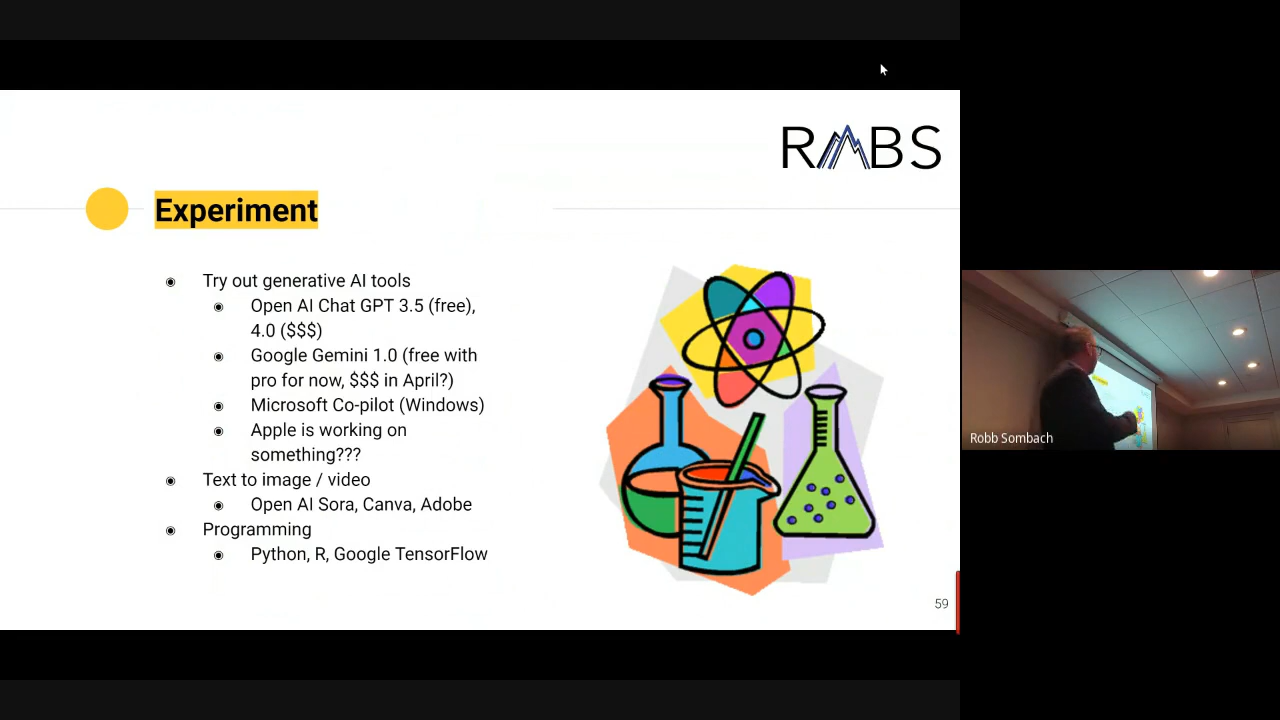 RMBS
Experiment
Try out generative AI tools
Open AI Chat GPT 3.5 (free),
4.0 ($$$)
Google Gemini 1.0 (free with
pro for now, $$$ in April?)
Microsoft Co-pilot (Windows)
Apple is working on
something???
Text to image / video
Open AI Sora, Canva, Adobe
Programming
Python, R, Google TensorFlow
59
Robb Sombach